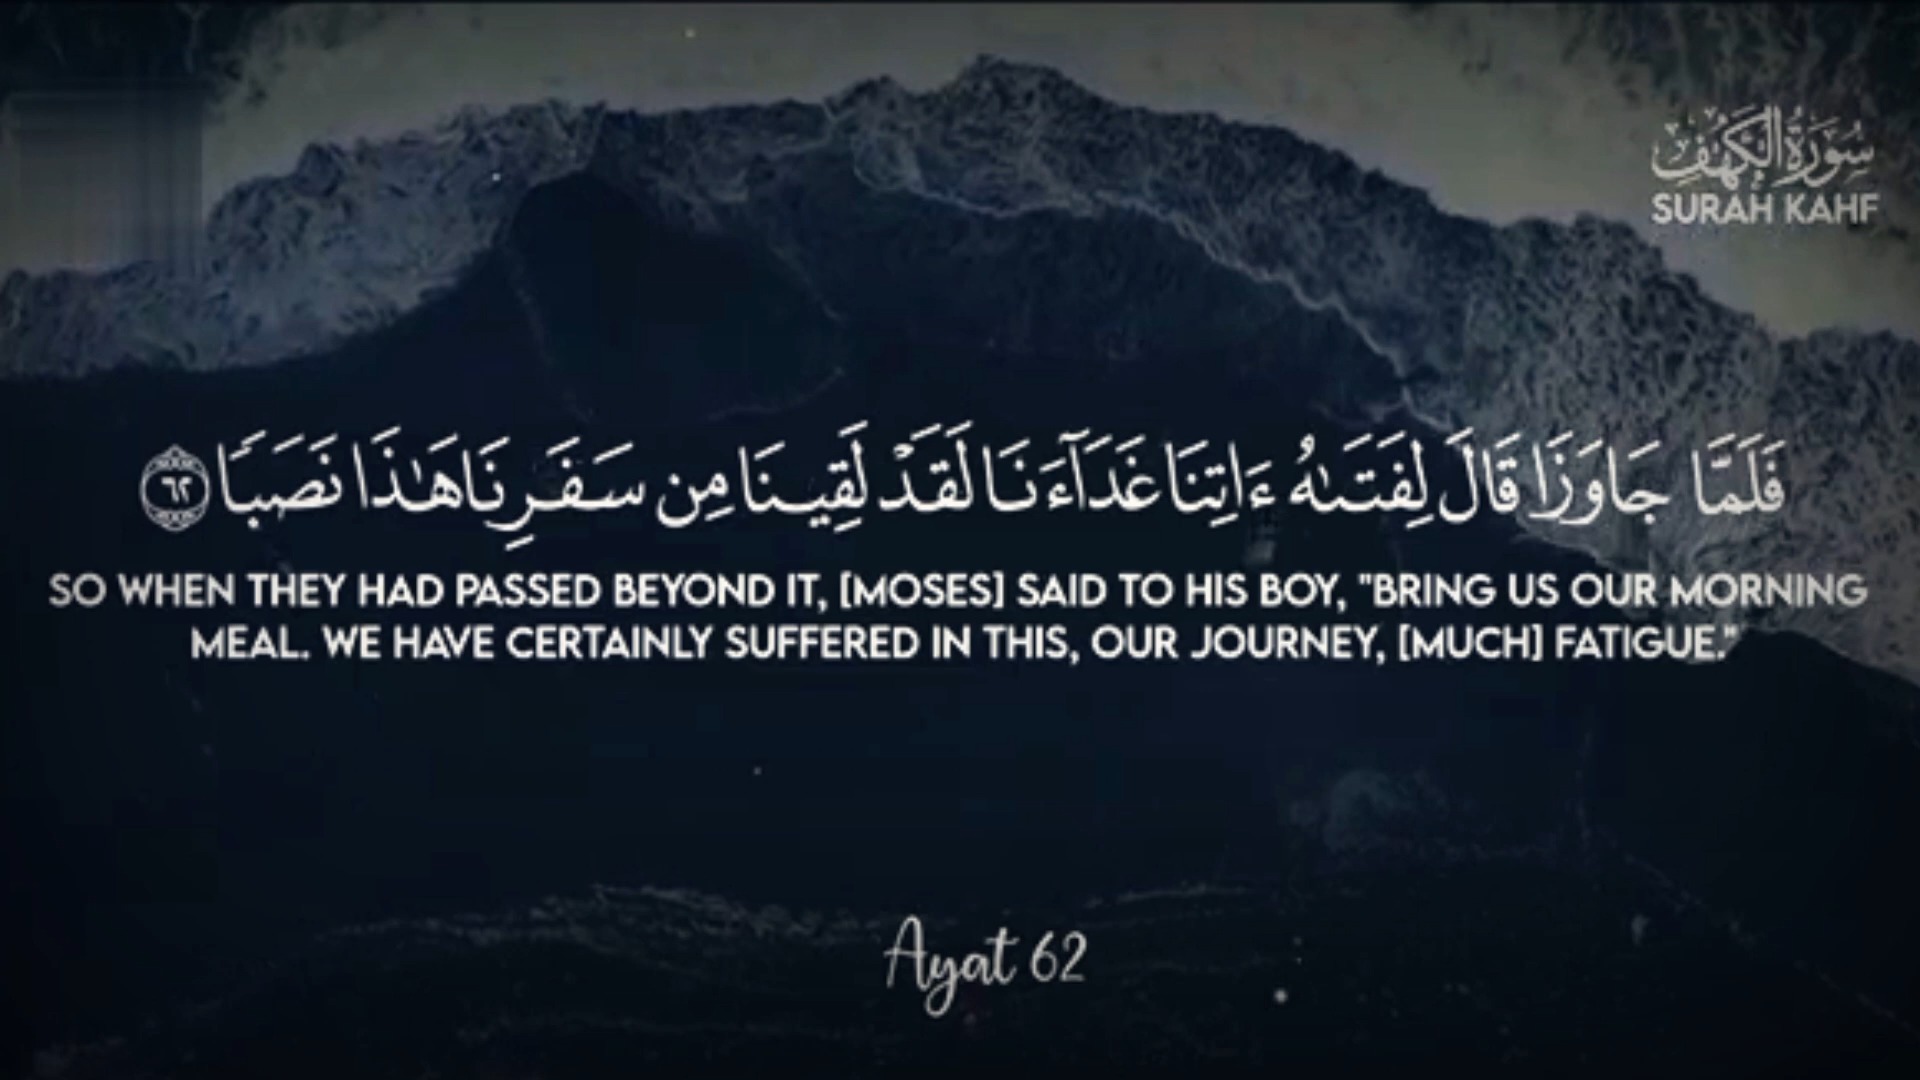 سُورَةُ الْكَهْفِ
SURAH KAHF
فَلَمَّا جَاوَزَا قَالَ لِفَتَىٰهُ ءَاتِنَا غَدَآءَنَا لَقَدْ لَقِينَا مِن سَفَرِنَا هَـٰذَا نَصَبًا ٦٢
SO WHEN THEY HAD PASSED BEYOND IT, [MOSES] SAID TO HIS BOY, "BRING US OUR MORNING
MEAL. WE HAVE CERTAINLY SUFFERED IN THIS, OUR JOURNEY, [MUCH] FATIGUE."
Ayat 62